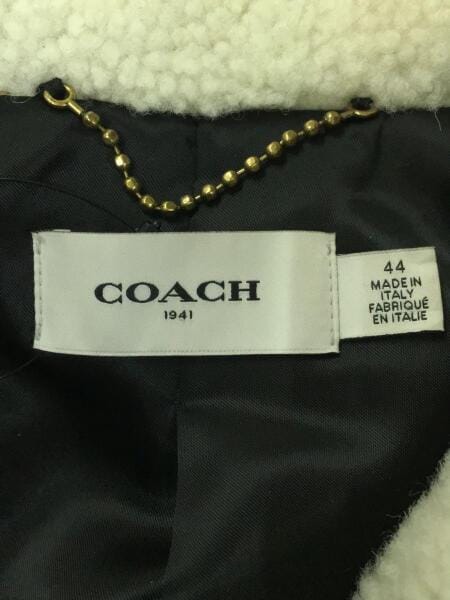 COACH
1941
44
MADE IN
ITALY
FABRIQUÉ
EN ITALIE